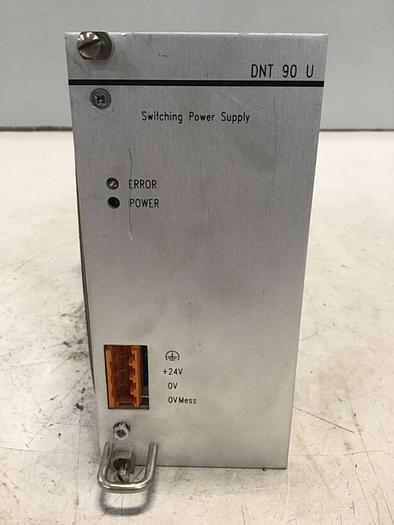 DNT 90 U
Switching Power Supply
ERROR
POWER
+24V
0V
0VMess